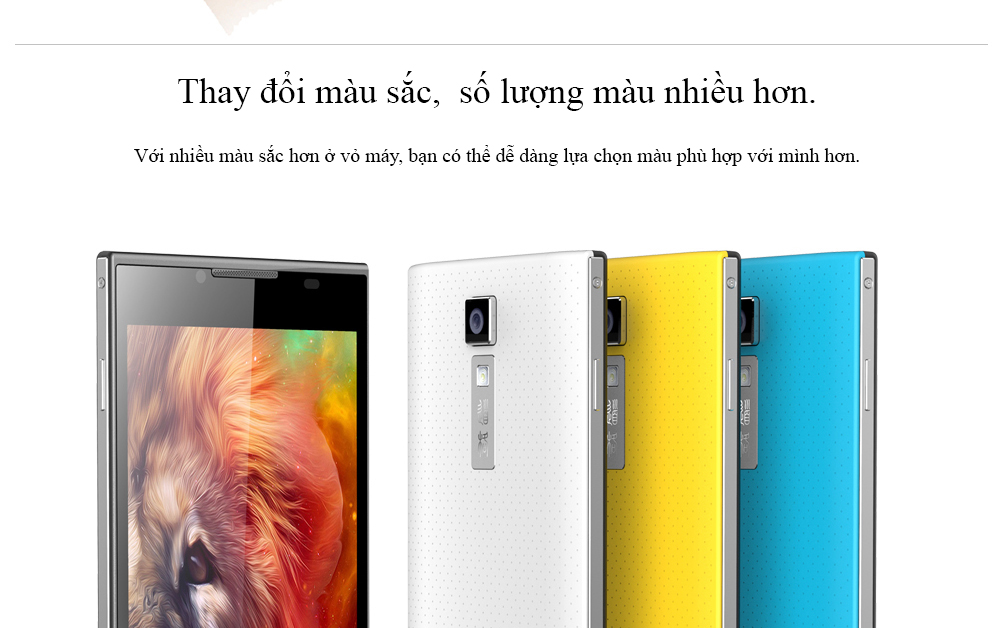 Thay đổi màu sắc,  số lượng màu nhiều hơn.
Với nhiều màu sắc hơn ở vỏ máy, bạn có thể dễ dàng lựa chọn màu phù hợp với mình hơn.